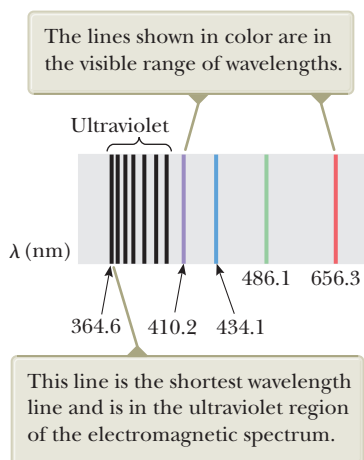 The lines shown in color are in
the visible range of wavelengths.
Ultraviolet
λ (nm)
486.1 656.3
364.6 410.2 434.1
This line is the shortest wavelength
line and is in the ultraviolet region
of the electromagnetic spectrum.